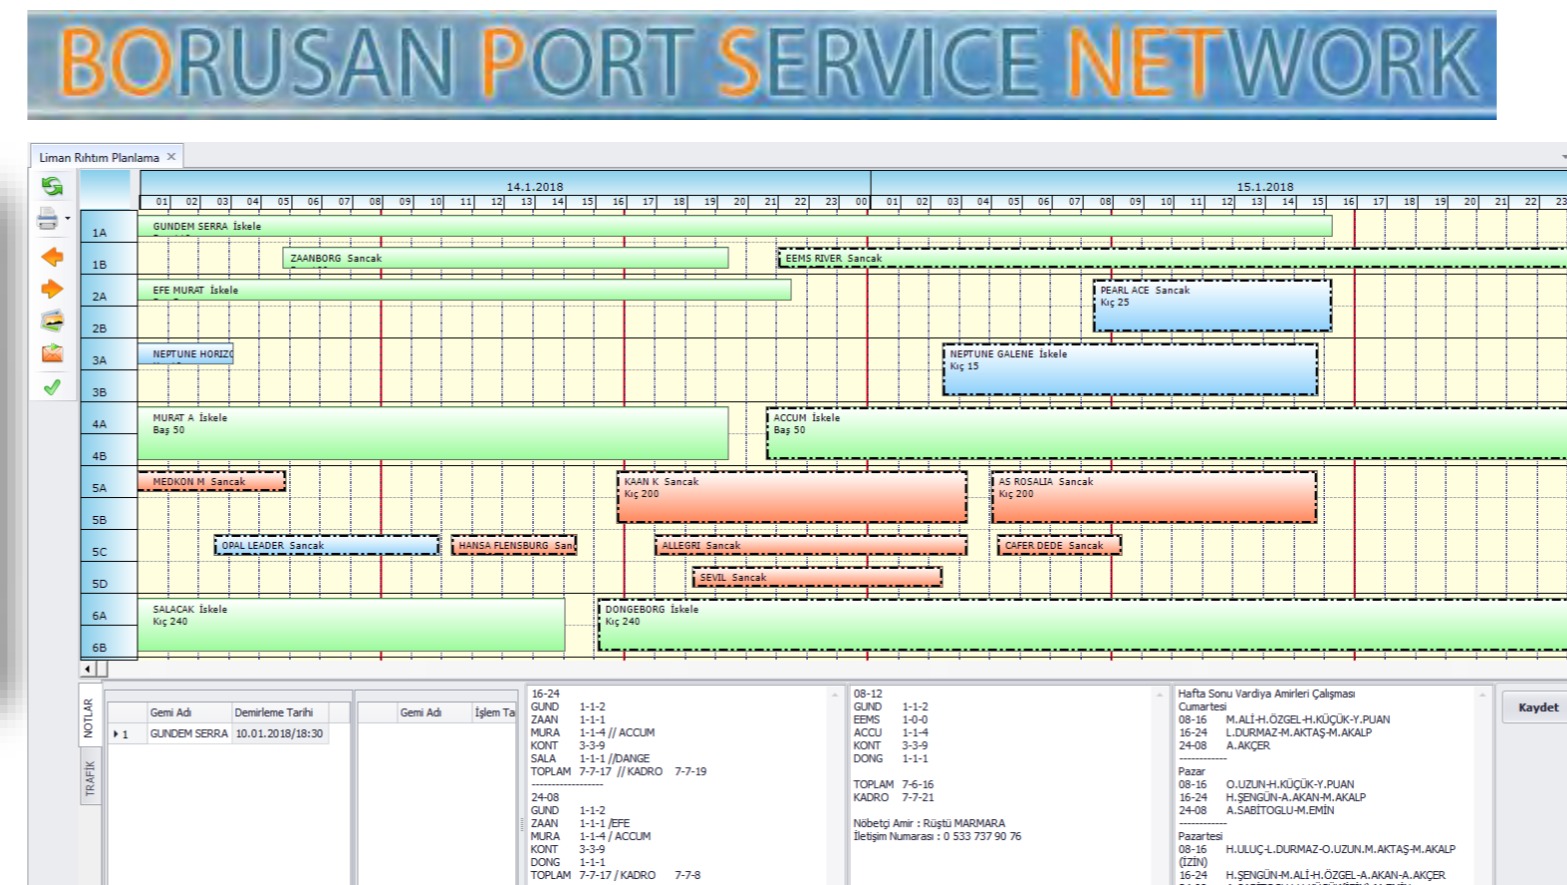 BORUSAN PORT SERVICE NETWORK
Liman Rıhtım Planlama
14.1.2018 15.1.2018
01 02 03 04 05 06 07 08 09 10 11 12 13 14 15 16 17 18 19 20 21 22 23 00 01 02 03 04 05 06 07 08 09 10 11 12 13 14 15 16 17 18 19 20 21 22 23
1A GUNDEM SERRA İskele
1B ZAANBORG Sancak EEMS RIVER Sancak
2A EFE MURAT İskele PEARL ACE Sancak
Kıç 25
2B
3A NEPTUNE HORIZO NEPTUNE GALENE İskele
Kıç 15
3B
4A MURAT A İskele ACCUM İskele
Baş 50 Baş 50
4B
5A MEDKON M Sancak KAAN K Sancak AS ROSALIA Sancak
Kıç 200 Kıç 200
5B
5C OPAL LEADER Sancak HANSA FLENSBURG San ALLEGRI Sancak CAFER DEDE Sancak
5D SEVIL Sancak
6A SALACAK İskele DONGEBORG İskele
Kıç 240 Kıç 240
6B
NOTLAR
TRAFİK
Gemi Adı Demirleme Tarihi
1 GUNDEM SERRA 10.01.2018/18:30
Gemi Adı İşlem Ta
16-24
GUND 1-1-2
ZAAN 1-1-1
MURA 1-1-4 // ACCUM
KONT 3-3-9
SALA 1-1-1 //DANGE
TOPLAM 7-7-17 // KADRO 7-7-19
------------------
24-08
GUND 1-1-2
ZAAN 1-1-1 /EFE
MURA 1-1-4 / ACCUM
KONT 3-3-9
DONG 1-1-1
TOPLAM 7-7-17 / KADRO 7-7-8
08-12
GUND 1-1-2
EEMS 1-0-0
ACCU 1-1-4
KONT 3-3-9
DONG 1-1-1
TOPLAM 7-6-16
KADRO 7-7-21
Nöbetçi Amir : Rüştü MARMARA
İletişim Numarası : 0 533 737 90 76
Hafta Sonu Vardiya Amirleri Çalışması
Cumartesi
08-16 M.ALİ-H.ÖZGEL-H.KÜÇÜK-Y.PUAN
16-24 L.DURMAZ-M.AKTAŞ-M.AKALP
24-08 A.AKÇER
------------
Pazar
08-16 O.UZUN-H.KÜÇÜK-Y.PUAN
16-24 H.ŞENGÜN-A.AKAN-M.AKALP
24-08 A.SABİTOGLU-M.EMİN
------------
Pazartesi
08-16 H.ULUÇ-L.DURMAZ-O.UZUN.M.AKTAŞ-M.AKALP
(İZİN)
16-24 H.ŞENGÜN-M.ALİ-H.ÖZGEL-A.AKAN-A.AKÇER
Kaydet